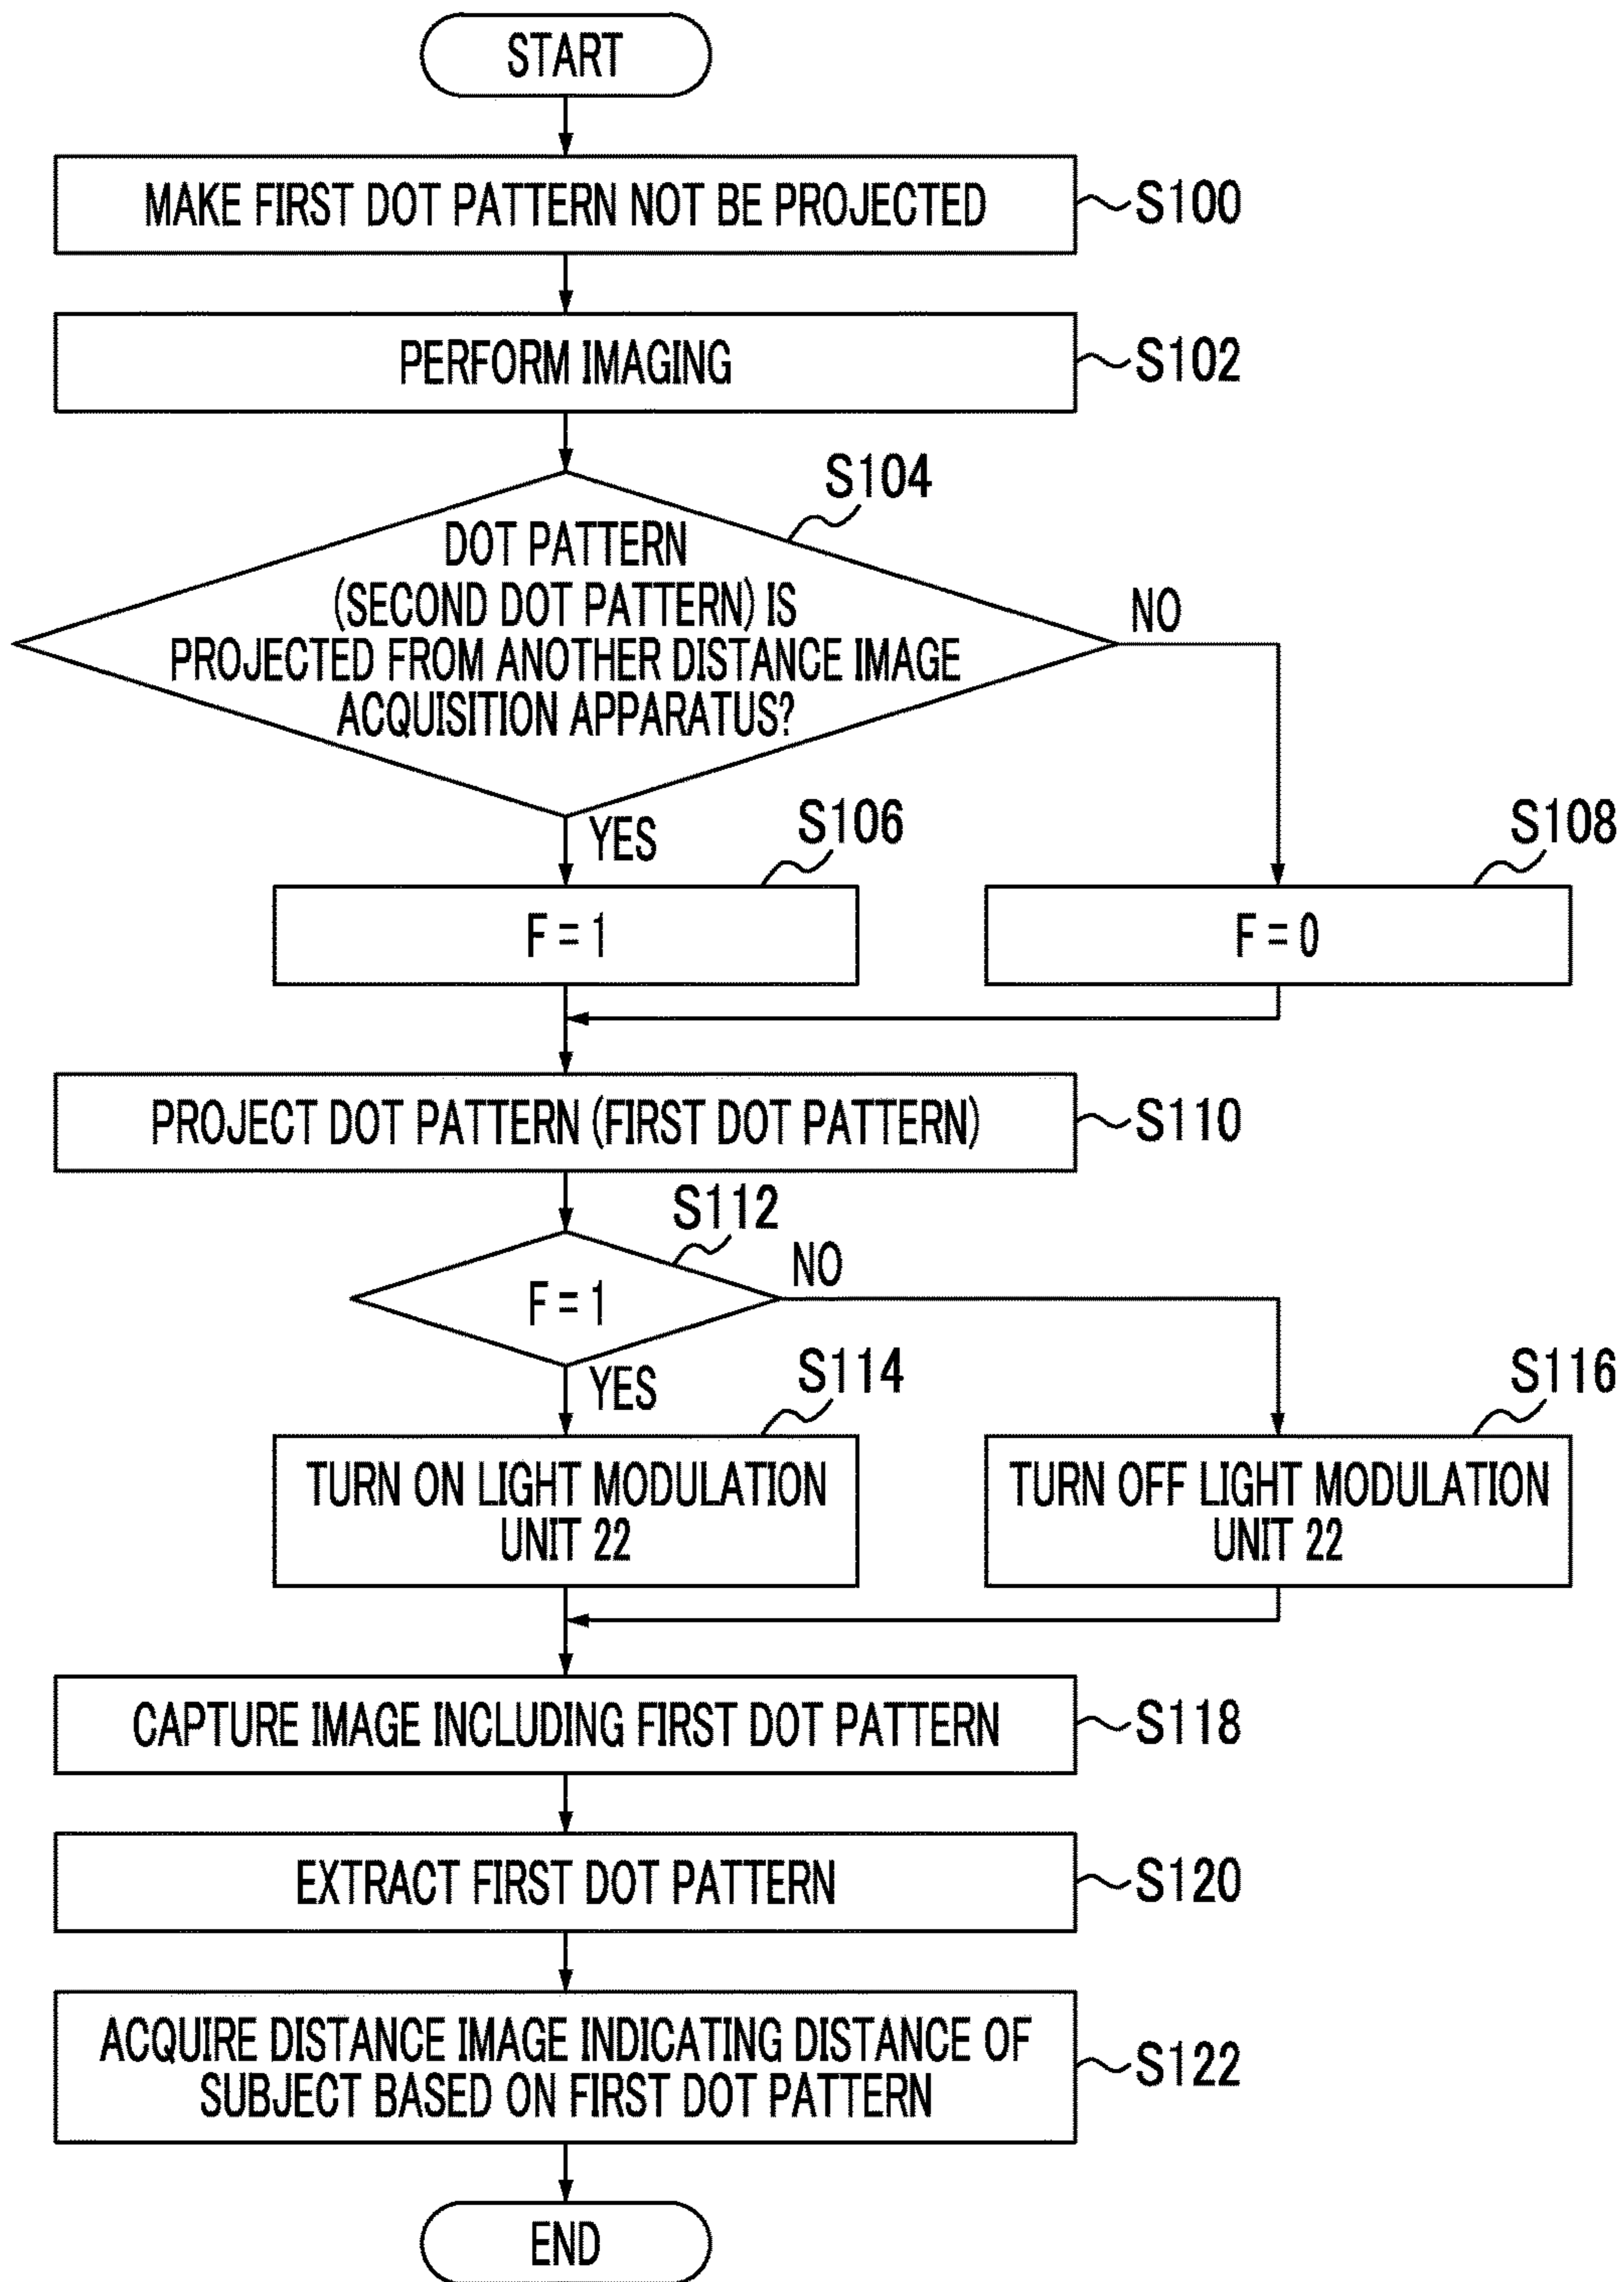 START
MAKE FIRST DOT PATTERN NOT BE PROJECTED
S100
PERFORM IMAGING
S102
S104
DOT PATTERN
(SECOND DOT PATTERN) IS
PROJECTED FROM ANOTHER DISTANCE IMAGE
ACQUISITION APPARATUS?
NO
YES
S106
S108
F = 1
F = 0
PROJECT DOT PATTERN (FIRST DOT PATTERN)
S110
S112
F = 1
NO
YES
S114
S116
TURN ON LIGHT MODULATION
UNIT 22
TURN OFF LIGHT MODULATION
UNIT 22
CAPTURE IMAGE INCLUDING FIRST DOT PATTERN
S118
EXTRACT FIRST DOT PATTERN
S120
ACQUIRE DISTANCE IMAGE INDICATING DISTANCE OF
SUBJECT BASED ON FIRST DOT PATTERN
S122
END